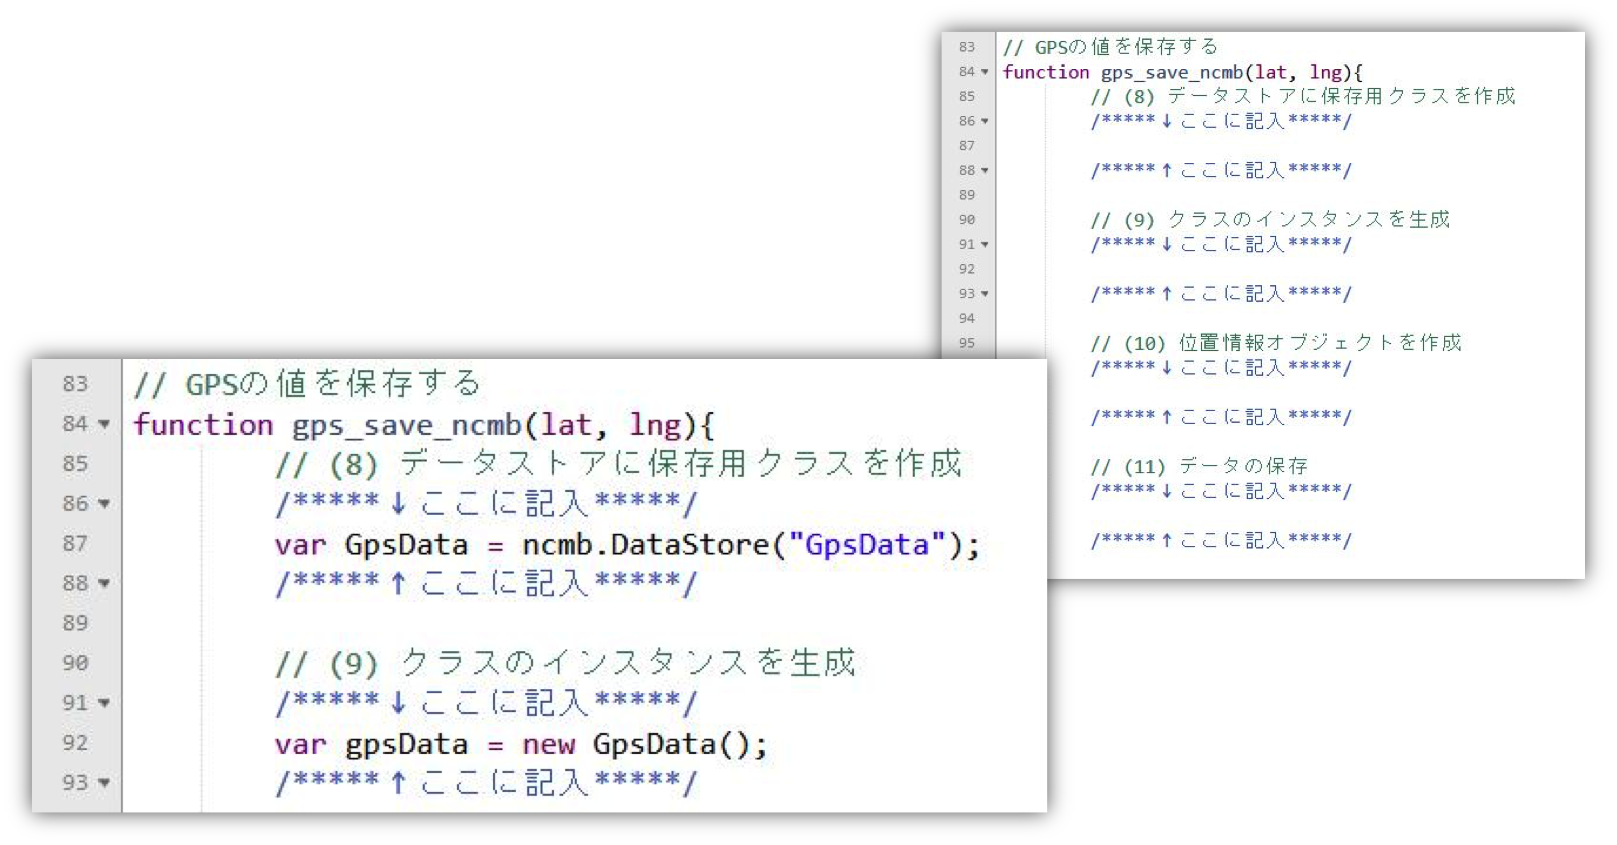 83 // GPSの値を保存する
84 function gps_save_ncmb(lat, lng){
85 // (8) データストアに保存用クラスを作成
86 /*****↓ここに記入*****/
87
88 /*****↑ここに記入*****/
89
90 // (9) クラスのインスタンスを生成
91 /*****↓ここに記入*****/
92
93 /*****↑ここに記入*****/
94
95 // (10) 位置情報オブジェクトを作成
/*****↓ここに記入*****/
/*****↑ここに記入*****/
// (11) データの保存
/*****↓ここに記入*****/
/*****↑ここに記入*****/
83 // GPSの値を保存する
84 function gps_save_ncmb(lat, lng){
85 // (8) データストアに保存用クラスを作成
86 /*****↓ここに記入*****/
87 var GpsData = ncmb.DataStore("GpsData");
88 /*****↑ここに記入*****/
89
90 // (9) クラスのインスタンスを生成
91 /*****↓ここに記入*****/
92 var gpsData = new GpsData();
93 /*****↑ここに記入*****/